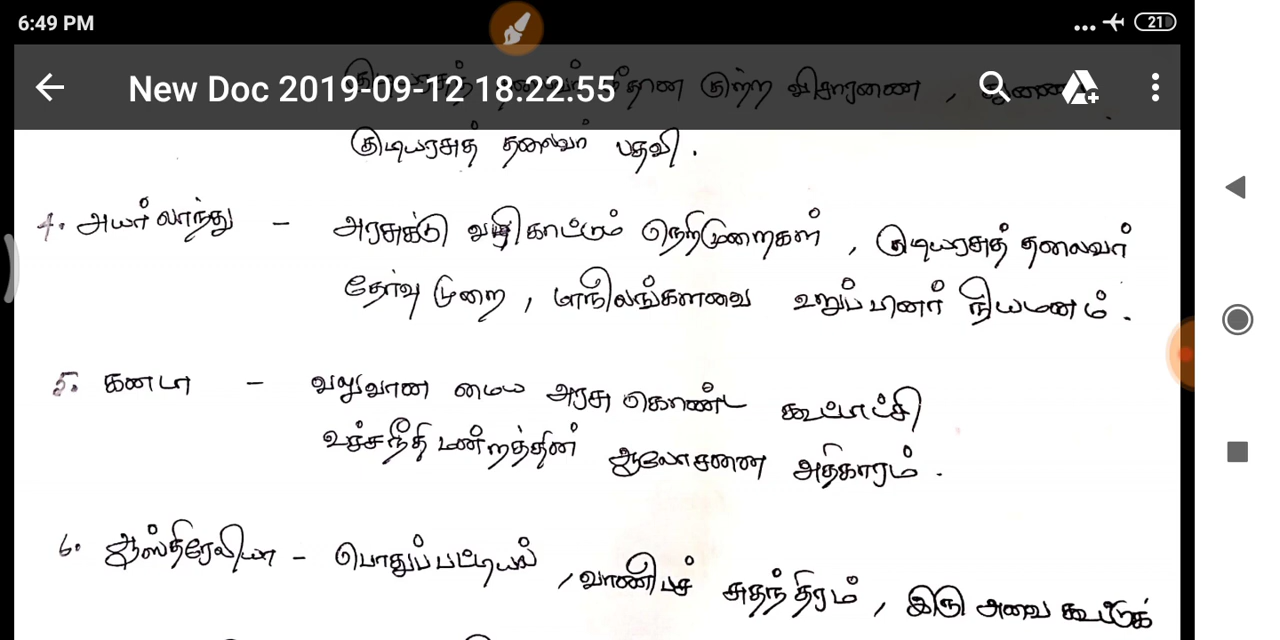 6:49 PM
21
New Doc 2019-09-12 18.22.55
குற்ற விசாரணை ,
குடியரசுத் தலைவர் பதவி .
4. அயர்லாந்து - அரசுக்கு வழிகாட்டும் நெறிமுறைகள் , குடியரசுத் தலைவர்
தேர்வு முறை , மாநிலங்களவை உறுப்பினர் நியமனம் .
5. கனடா - வலுவான மைய அரசு கொண்ட கூட்டாட்சி
உச்சநீதி மன்றத்தின் ஆலோசனை அதிகாரம் .
6. ஆஸ்திரேலியா - பொதுப்பட்டியல் , வாணிபச் சுதந்திரம் , இரு அவை கூட்டுக்